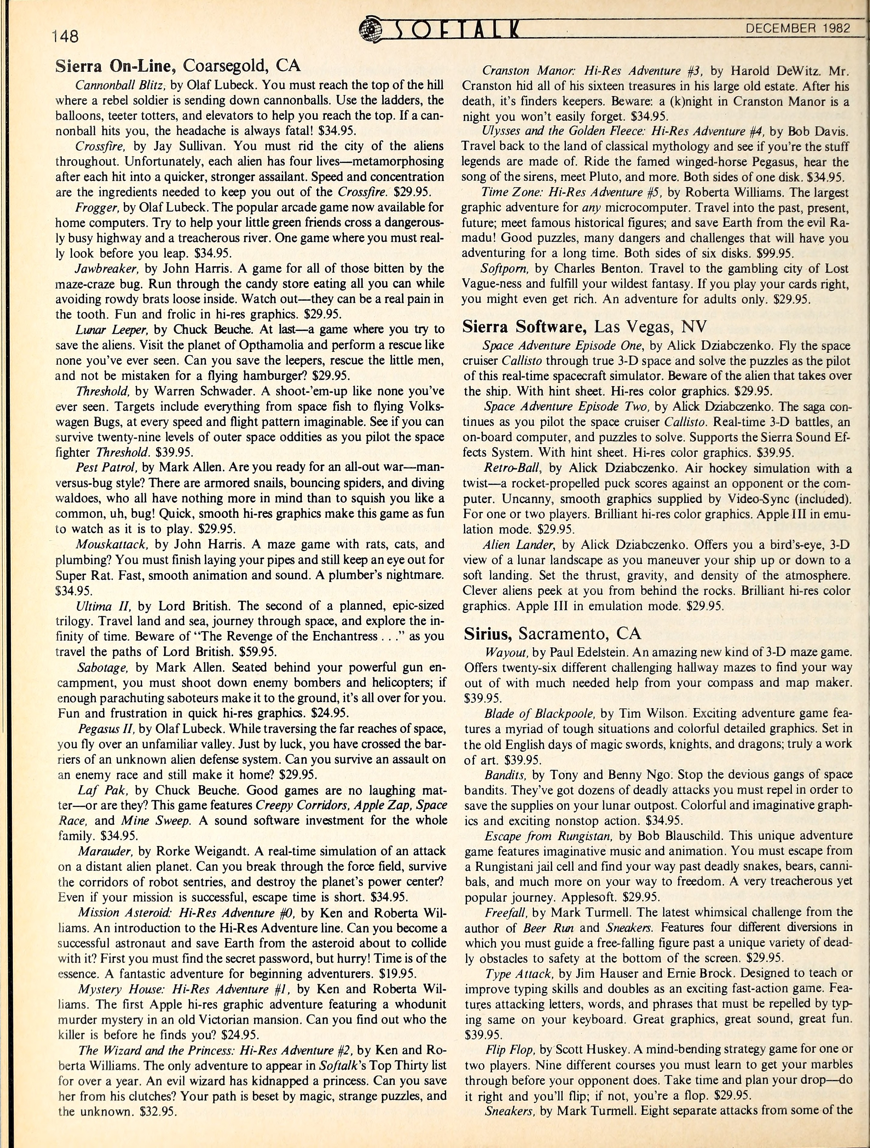 148
SOFTALK
DECEMBER 1982
Sierra On-Line, Coarsegold, CA
Cannonball Blitz, by Olaf Lubeck. You must reach the top of the hill
where a rebel soldier is sending down cannonballs. Use the ladders, the
balloons, teeter totters, and elevators to help you reach the top. If a can-
nonball hits you, the headache is always fatal! $34.95.
Crossfire, by Jay Sullivan. You must rid the city of the aliens
throughout. Unfortunately, each alien has four lives—metamorphosing
after each hit into a quicker, stronger assailant. Speed and concentration
are the ingredients needed to keep you out of the Crossfire. $29.95.
Frogger, by Olaf Lubeck. The popular arcade game now available for
home computers. Try to help your little green friends cross a dangerous-
ly busy highway and a treacherous river. One game where you must real-
ly look before you leap. $34.95.
Jawbreaker, by John Harris. A game for all of those bitten by the
maze-craze bug. Run through the candy store eating all you can while
avoiding rowdy brats loose inside. Watch out—they can be a real pain in
the tooth. Fun and frolic in hi-res graphics. $29.95.
Lunar Leeper, by Chuck Beuche. At last—a game where you try to
save the aliens. Visit the planet of Opthamolia and perform a rescue like
none you've ever seen. Can you save the leepers, rescue the little men,
and not be mistaken for a flying hamburger? $29.95.
Threshold, by Warren Schwader. A shoot-'em-up like none you've
ever seen. Targets include everything from space fish to flying Volks-
wagen Bugs, at every speed and flight pattern imaginable. See if you can
survive twenty-nine levels of outer space oddities as you pilot the space
fighter Threshold. $39.95.
Pest Patrol, by Mark Allen. Are you ready for an all-out war—man-
versus-bug style? There are armored snails, bouncing spiders, and diving
waldoes, who all have nothing more in mind than to squish you like a
common, uh, bug! Quick, smooth hi-res graphics make this game as fun
to watch as it is to play. $29.95.
Mouskattack, by John Harris. A maze game with rats, cats, and
plumbing? You must finish laying your pipes and still keep an eye out for
Super Rat. Fast, smooth animation and sound. A plumber's nightmare.
$34.95.
Ultima II, by Lord British. The second of a planned, epic-sized
trilogy. Travel land and sea, journey through space, and explore the in-
finity of time. Beware of "The Revenge of the Enchantress . . ." as you
travel the paths of Lord British. $59.95.
Sabotage, by Mark Allen. Seated behind your powerful gun en-
campment, you must shoot down enemy bombers and helicopters; if
enough parachuting saboteurs make it to the ground, it's all over for you.
Fun and frustration in quick hi-res graphics. $24.95.
Pegasus II, by Olaf Lubeck. While traversing the far reaches of space,
you fly over an unfamiliar valley. Just by luck, you have crossed the bar-
riers of an unknown alien defense system. Can you survive an assault on
an enemy race and still make it home? $29.95.
Laf Pak, by Chuck Beuche. Good games are no laughing mat-
ter—or are they? This game features Creepy Corridors, Apple Zap, Space
Race, and Mine Sweep. A sound software investment for the whole
family. $34.95.
Marauder, by Rorke Weigandt. A real-time simulation of an attack
on a distant alien planet. Can you break through the force field, survive
the corridors of robot sentries, and destroy the planet's power center?
Even if your mission is successful, escape time is short. $34.95.
Mission Asteroid: Hi-Res Adventure #0, by Ken and Roberta Wil-
liams. An introduction to the Hi-Res Adventure line. Can you become a
successful astronaut and save Earth from the asteroid about to collide
with it? First you must find the secret password, but hurry! Time is of the
essence. A fantastic adventure for beginning adventurers. $19.95.
Mystery House: Hi-Res Adventure #1, by Ken and Roberta Wil-
liams. The first Apple hi-res graphic adventure featuring a whodunit
murder mystery in an old Victorian mansion. Can you find out who the
killer is before he finds you? $24.95.
The Wizard and the Princess: Hi-Res Adventure #2, by Ken and Ro-
berta Williams. The only adventure to appear in Softalk's Top Thirty list
for over a year. An evil wizard has kidnapped a princess. Can you save
her from his clutches? Your path is beset by magic, strange puzzles, and
the unknown. $32.95.
Cranston Manor: Hi-Res Adventure #3, by Harold DeWitz. Mr.
Cranston hid all of his sixteen treasures in his large old estate. After his
death, it's finders keepers. Beware: a (k)night in Cranston Manor is a
night you won't easily forget. $34.95.
Ulysses and the Golden Fleece: Hi-Res Adventure #4, by Bob Davis.
Travel back to the land of classical mythology and see if you're the stuff
legends are made of. Ride the famed winged-horse Pegasus, hear the
song of the sirens, meet Pluto, and more. Both sides of one disk. $34.95.
Time Zone: Hi-Res Adventure #5, by Roberta Williams. The largest
graphic adventure for any microcomputer. Travel into the past, present,
future; meet famous historical figures; and save Earth from the evil Ra-
madu! Good puzzles, many dangers and challenges that will have you
adventuring for a long time. Both sides of six disks. $99.95.
Softporn, by Charles Benton. Travel to the gambling city of Lost
Vague-ness and fulfill your wildest fantasy. If you play your cards right,
you might even get rich. An adventure for adults only. $29.95.
Sierra Software, Las Vegas, NV
Space Adventure Episode One, by Alick Dziabczenko. Fly the space
cruiser Callisto through true 3-D space and solve the puzzles as the pilot
of this real-time spacecraft simulator. Beware of the alien that takes over
the ship. With hint sheet. Hi-res color graphics. $29.95.
Space Adventure Episode Two, by Alick Dziabczenko. The saga con-
tinues as you pilot the space cruiser Callisto. Real-time 3-D battles, an
on-board computer, and puzzles to solve. Supports the Sierra Sound Ef-
fects System. With hint sheet. Hi-res color graphics. $39.95.
Retro-Ball, by Alick Dziabczenko. Air hockey simulation with a
twist—a rocket-propelled puck scores against an opponent or the com-
puter. Uncanny, smooth graphics supplied by Video-Sync (included).
For one or two players. Brilliant hi-res color graphics. Apple III in emu-
lation mode. $29.95.
Alien Lander, by Alick Dziabczenko. Offers you a bird's-eye, 3-D
view of a lunar landscape as you maneuver your ship up or down to a
soft landing. Set the thrust, gravity, and density of the atmosphere.
Clever aliens peek at you from behind the rocks. Brilliant hi-res color
graphics. Apple III in emulation mode. $29.95.
Sirius, Sacramento, CA
Wayout, by Paul Edelstein. An amazing new kind of 3-D maze game.
Offers twenty-six different challenging hallway mazes to find your way
out of with much needed help from your compass and map maker.
$39.95.
Blade of Blackpoole, by Tim Wilson. Exciting adventure game fea-
tures a myriad of tough situations and colorful detailed graphics. Set in
the old English days of magic swords, knights, and dragons; truly a work
of art. $39.95.
Bandits, by Tony and Benny Ngo. Stop the devious gangs of space
bandits. They've got dozens of deadly attacks you must repel in order to
save the supplies on your lunar outpost. Colorful and imaginative graph-
ics and exciting nonstop action. $34.95.
Escape from Rungistan, by Bob Blauschild. This unique adventure
game features imaginative music and animation. You must escape from
a Rungistani jail cell and find your way past deadly snakes, bears, canni-
bals, and much more on your way to freedom. A very treacherous yet
popular journey. Applesoft. $29.95.
Freefall, by Mark Turmell. The latest whimsical challenge from the
author of Beer Run and Sneakers. Features four different diversions in
which you must guide a free-falling figure past a unique variety of dead-
ly obstacles to safety at the bottom of the screen. $29.95.
Type Attack, by Jim Hauser and Ernie Brock. Designed to teach or
improve typing skills and doubles as an exciting fast-action game. Fea-
tures attacking letters, words, and phrases that must be repelled by typ-
ing same on your keyboard. Great graphics, great sound, great fun.
$39.95.
Flip Flop, by Scott Huskey. A mind-bending strategy game for one or
two players. Nine different courses you must learn to get your marbles
through before your opponent does. Take time and plan your drop—do
it right and you'll flip; if not, you're a flop. $29.95.
Sneakers, by Mark Turmell. Eight separate attacks from some of the